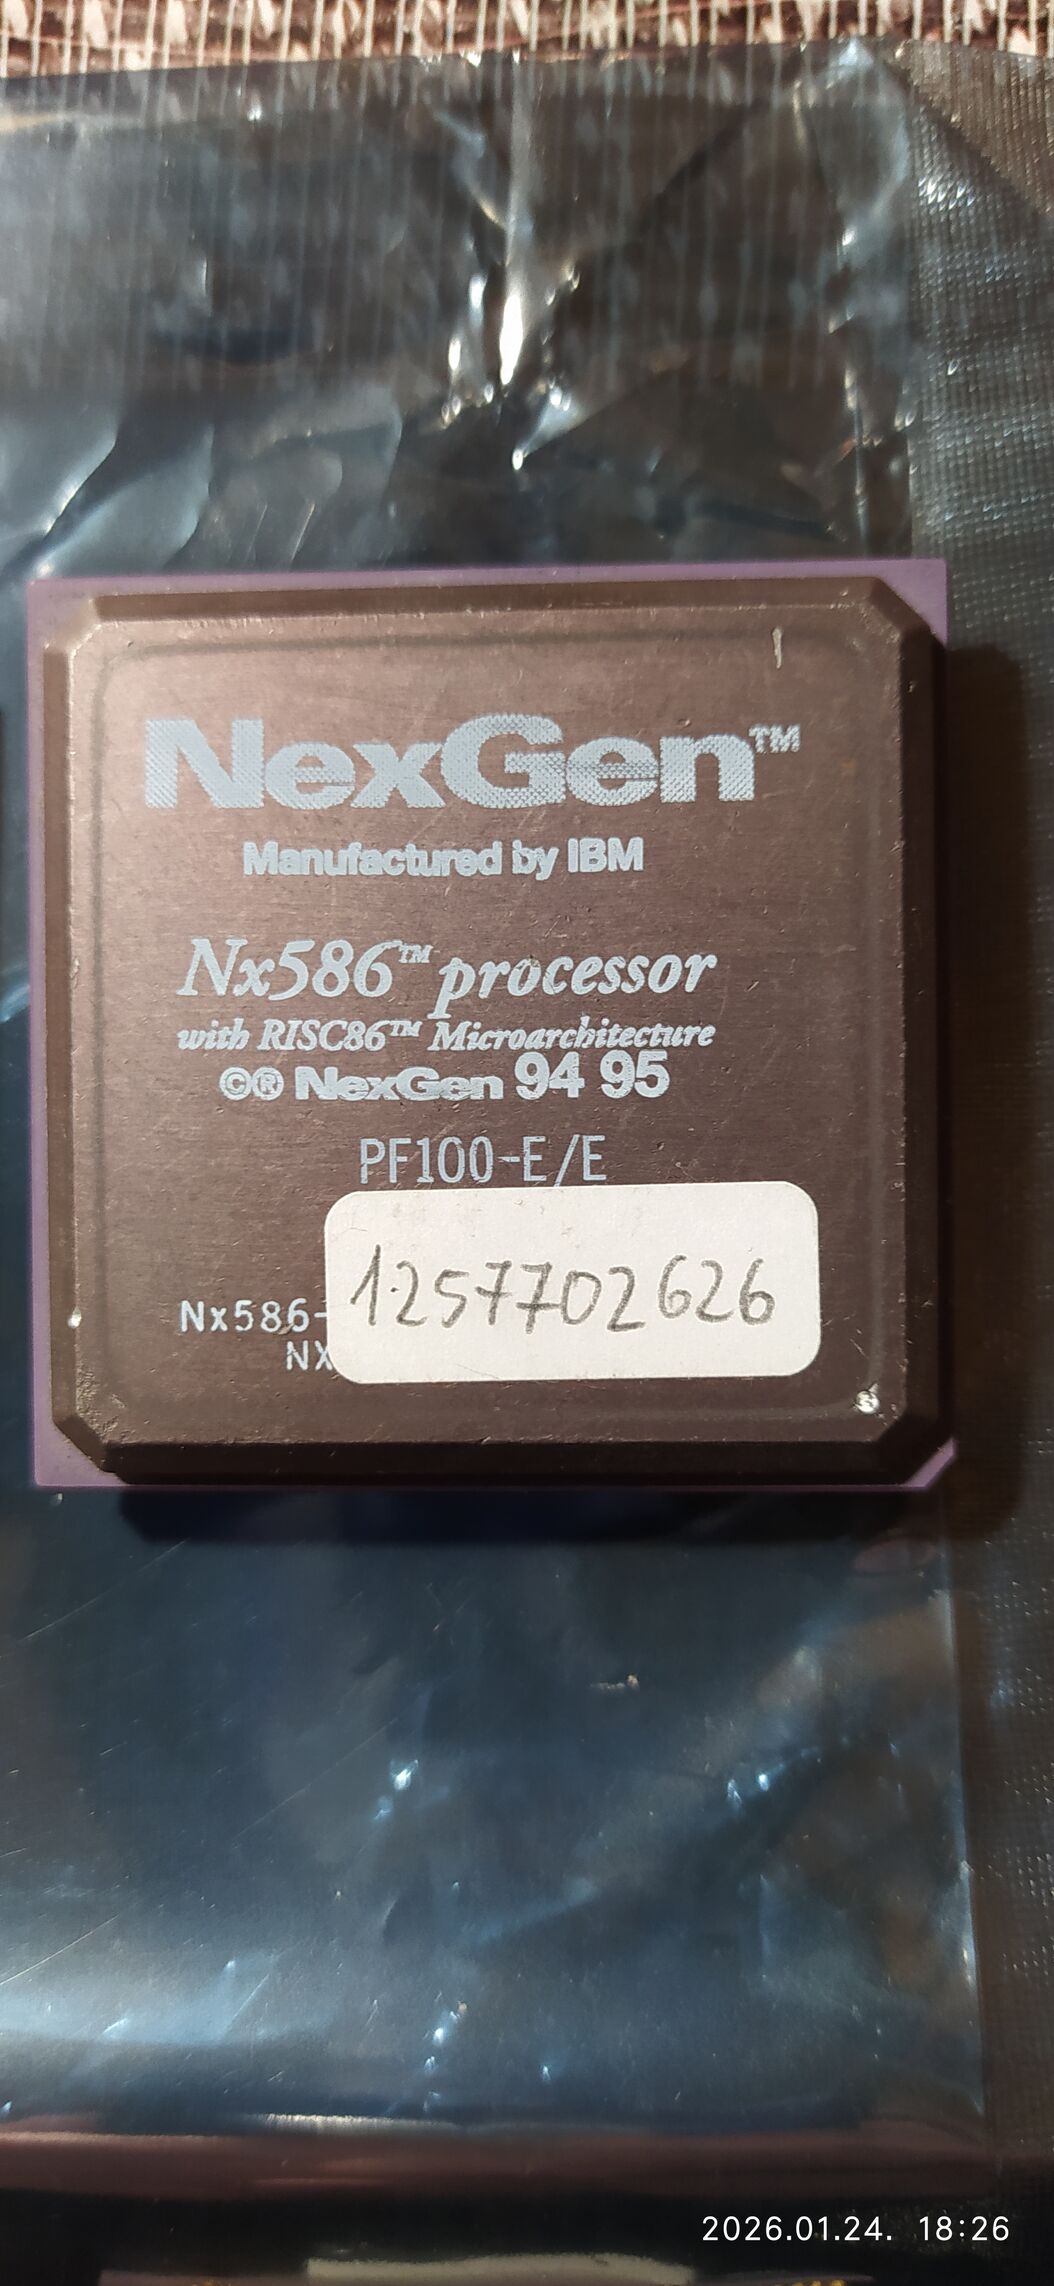 NexGen™
Manufactured by IBM
Nx586™ processor
with RISC86™ Microarchitecture
©® NexGen 94 95
PF100-E/E
1257702626
Nx586-
NX
2026.01.24. 18:26